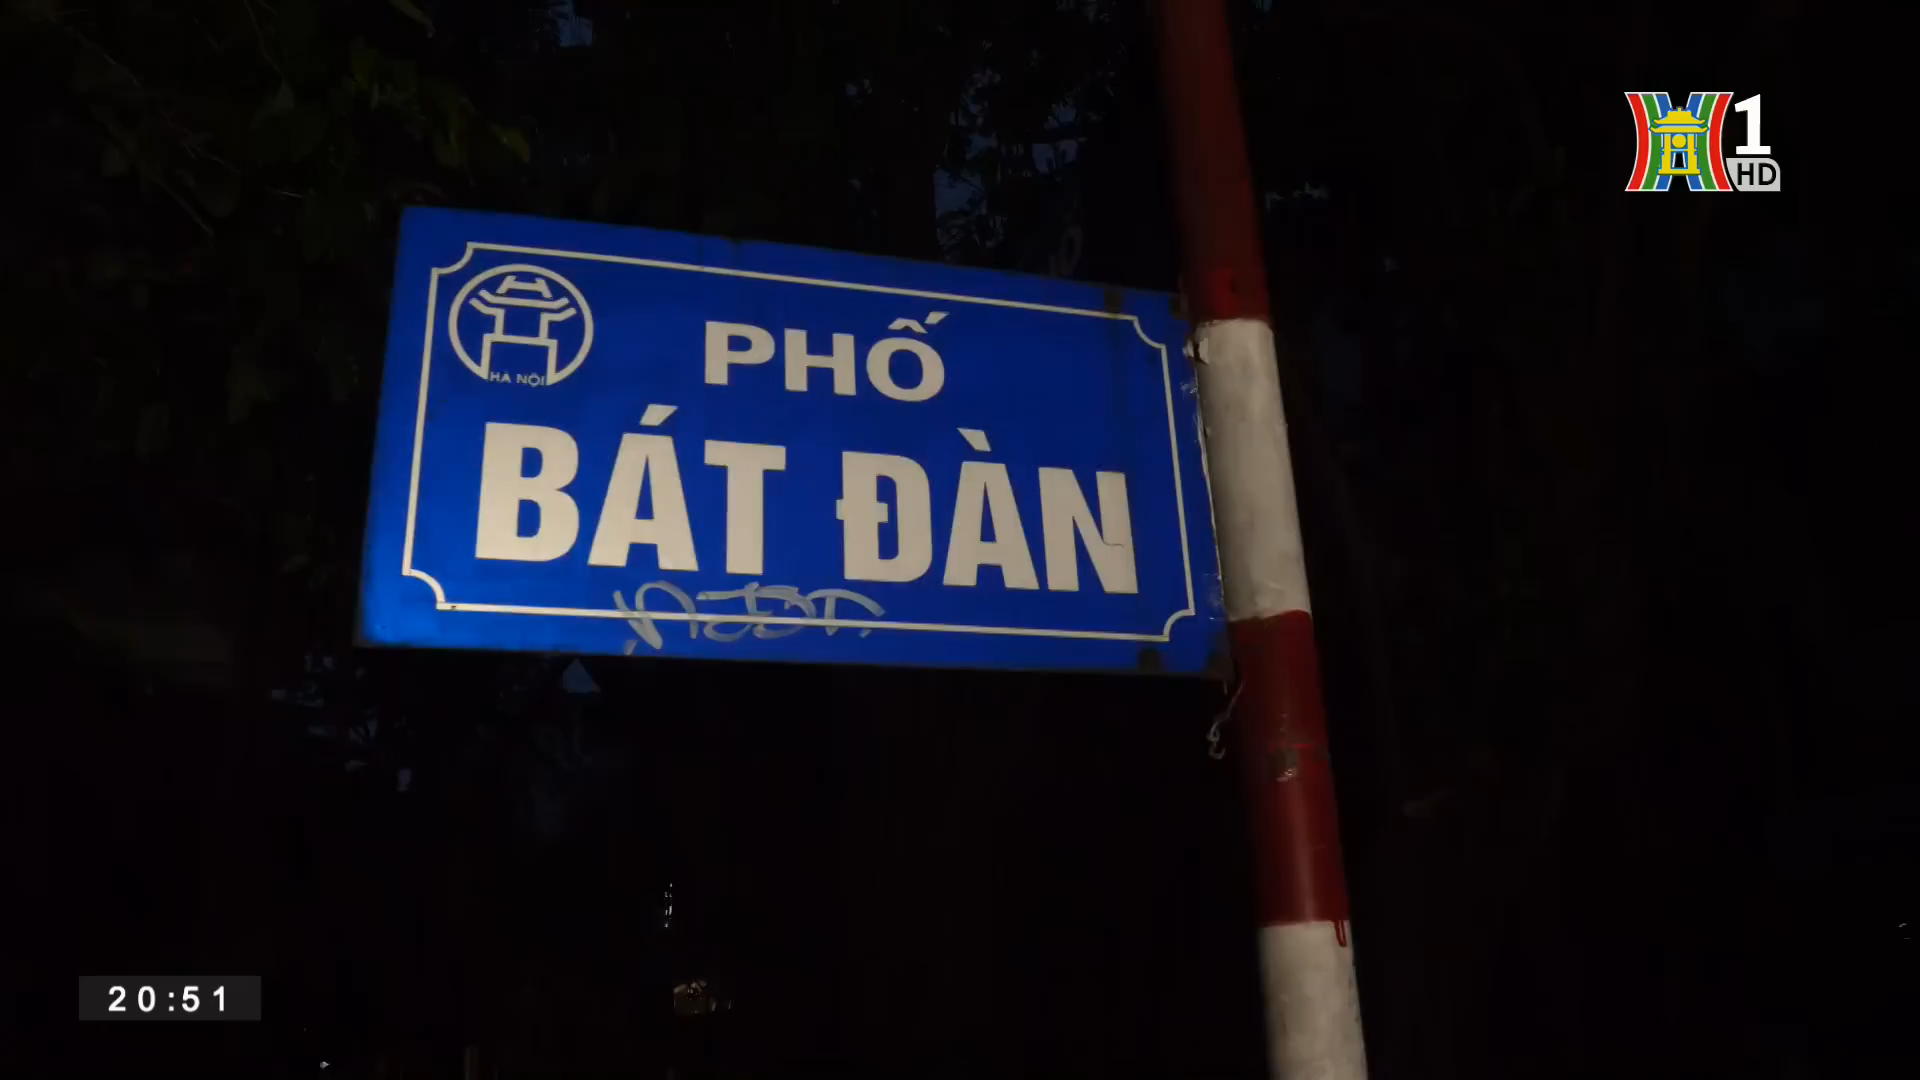 1
HD
HÀ NỘI
PHỐ
BÁT ĐÀN
20:51